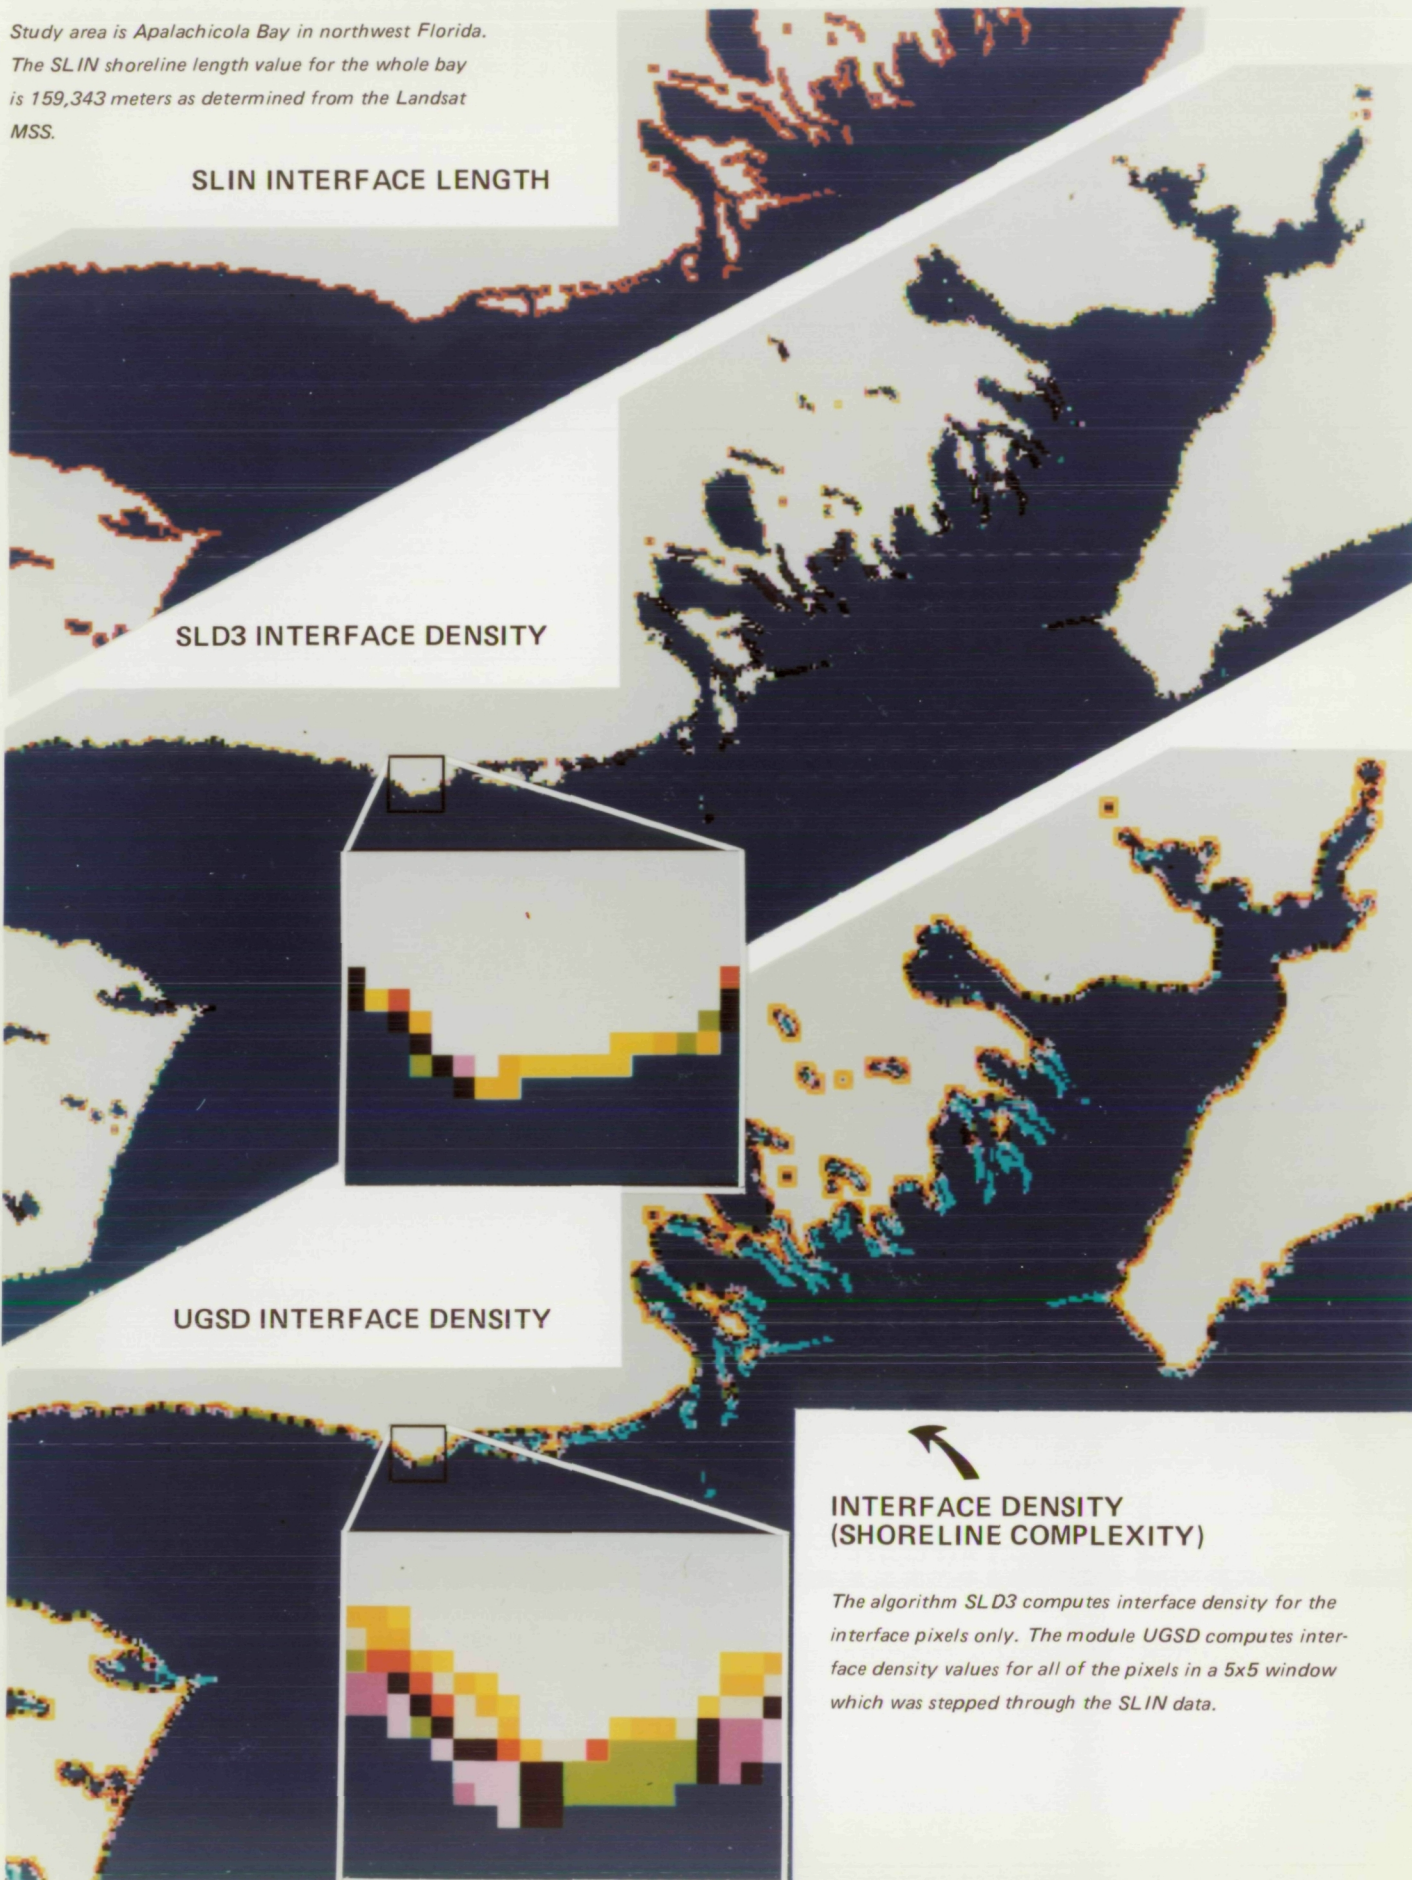 Study area is Apalachicola Bay in northwest Florida.
The SLIN shoreline length value for the whole bay
is 159,343 meters as determined from the Landsat
MSS.
SLIN INTERFACE LENGTH
SLD3 INTERFACE DENSITY
UGSD INTERFACE DENSITY
INTERFACE DENSITY
(SHORELINE COMPLEXITY)
The algorithm SLD3 computes interface density for the
interface pixels only. The module UGSD computes inter-
face density values for all of the pixels in a 5x5 window
which was stepped through the SLIN data.